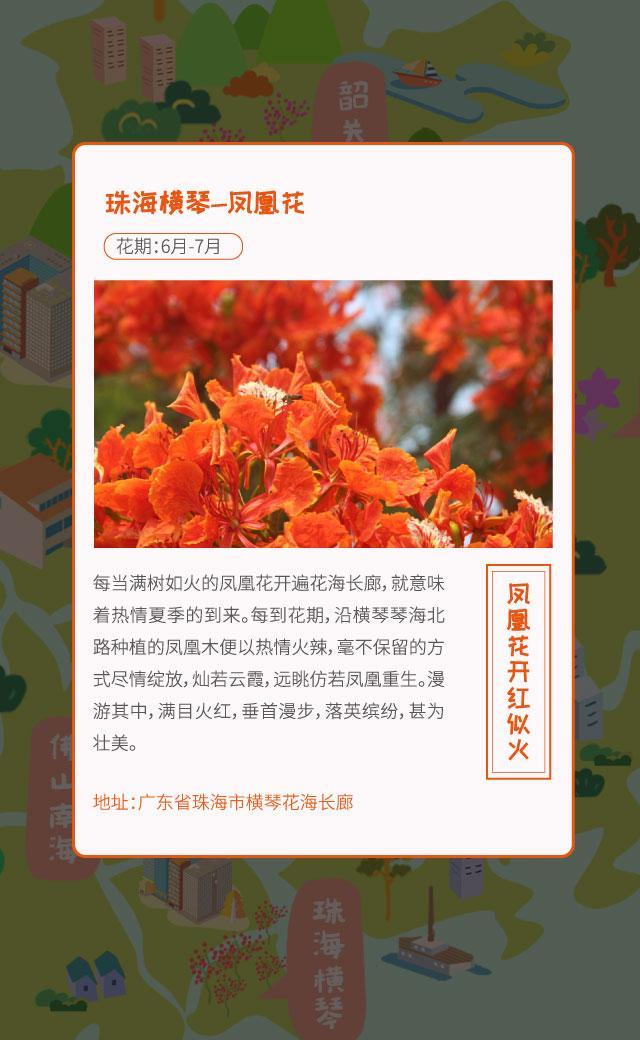 韶关
珠海横琴—凤凰花
花期：6月-7月
每当满树如火的凤凰花开遍花海长廊，就意味
着热情夏季的到来。每到花期，沿横琴琴海北
路种植的凤凰木便以热情火辣，毫不保留的方
式尽情绽放，灿若云霞，远眺仿若凤凰重生。漫
游其中，满目火红，垂首漫步，落英缤纷，甚为
壮美。
凤凰花开红似火
地址：广东省珠海市横琴花海长廊
佛山南海
珠海横琴